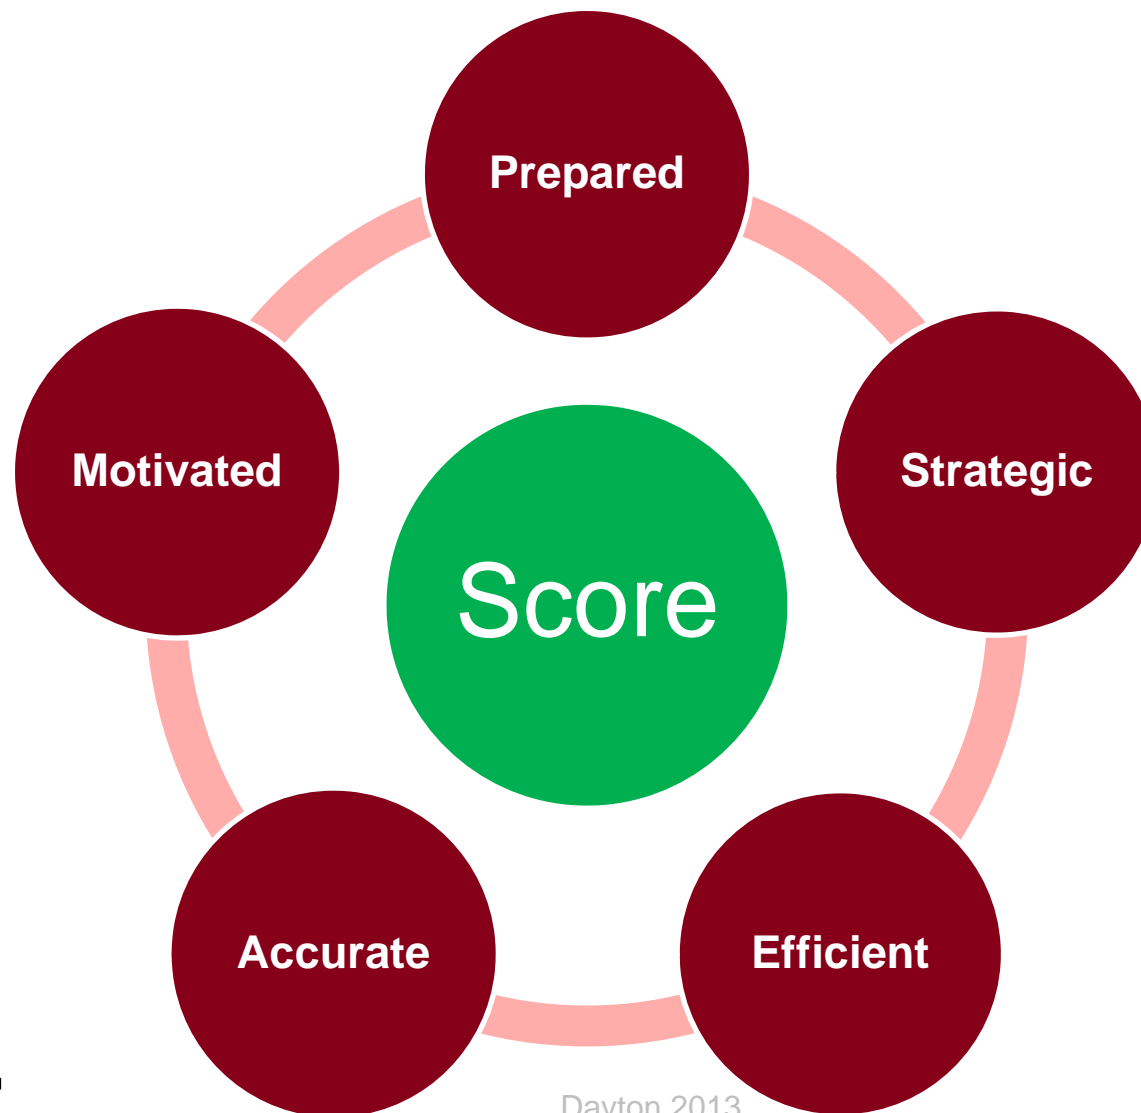 Prepared
Strategic
Motivated
Score
Accurate
Efficient
Dayton 2013